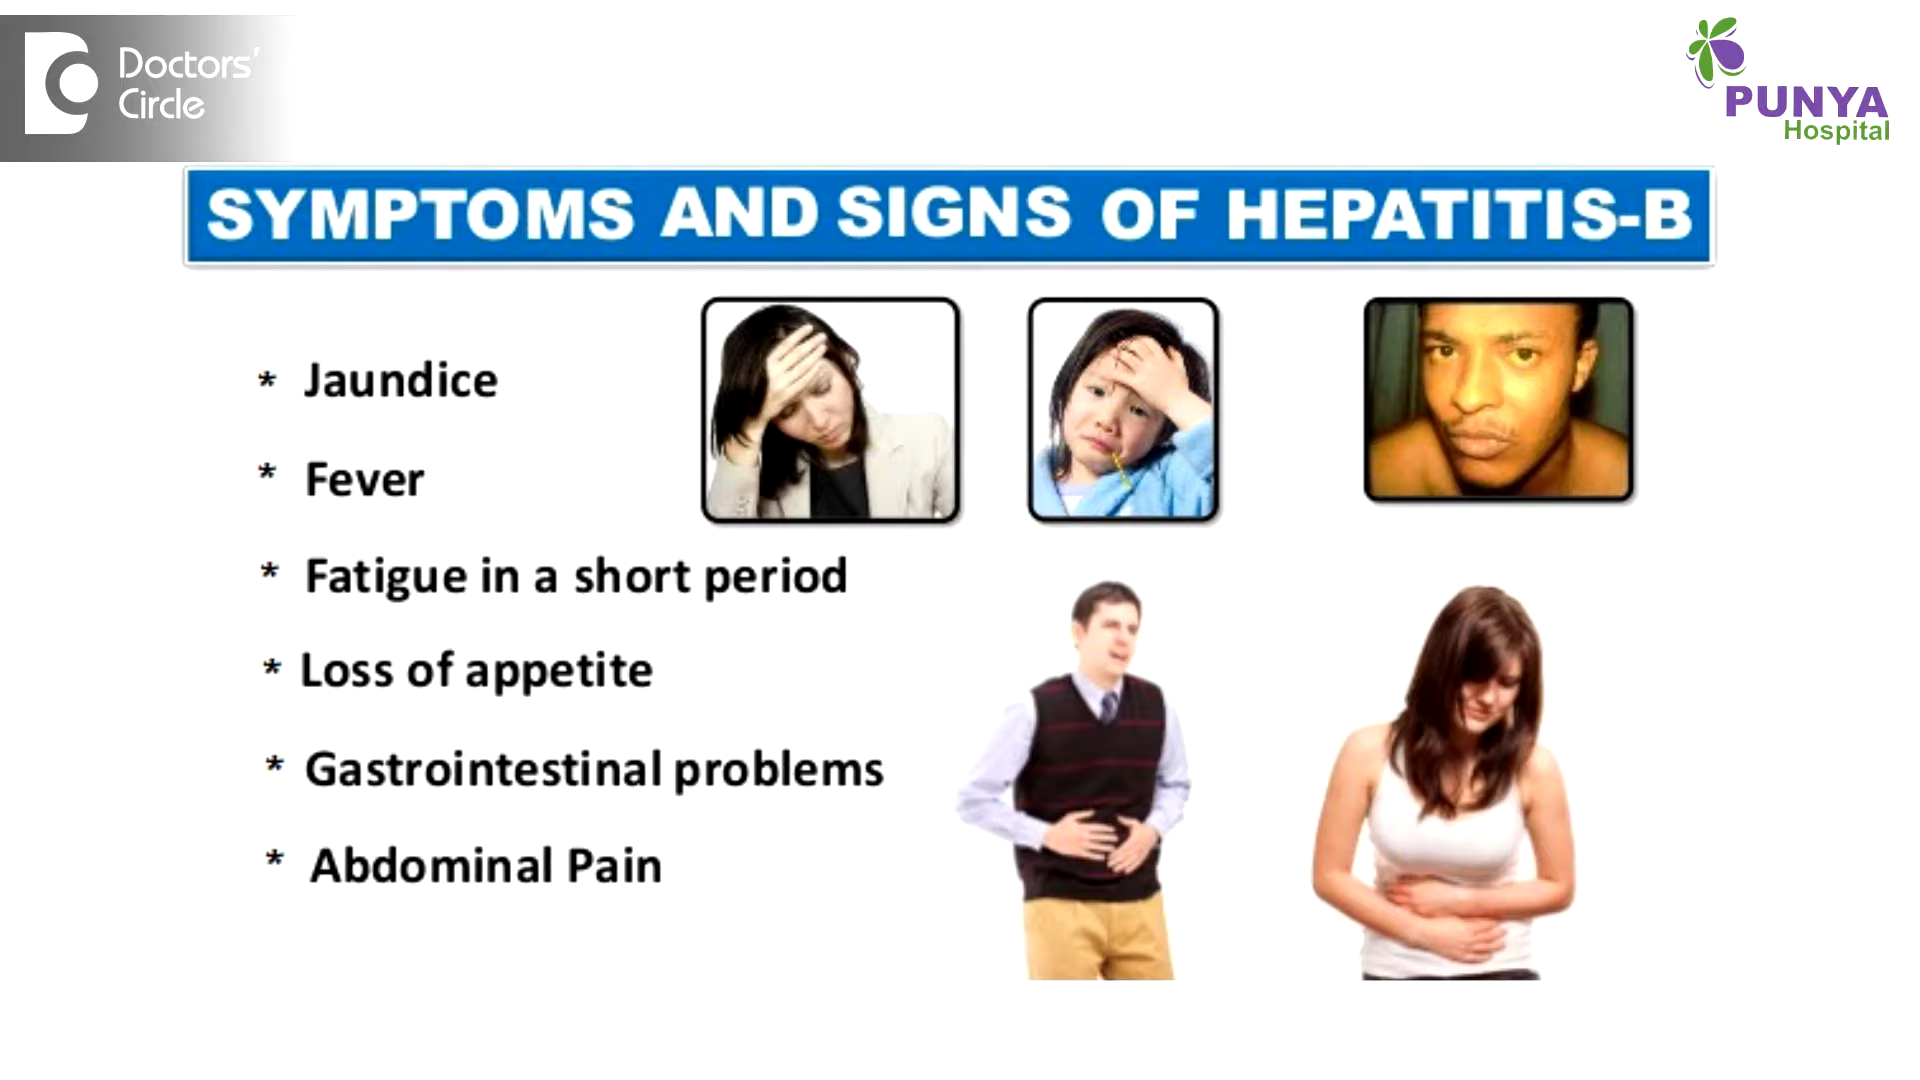 Doctors'
Circle
PUNYA
Hospital
SYMPTOMS AND SIGNS OF HEPATITIS-B
* Jaundice
* Fever
* Fatigue in a short period
* Loss of appetite
* Gastrointestinal problems
* Abdominal Pain